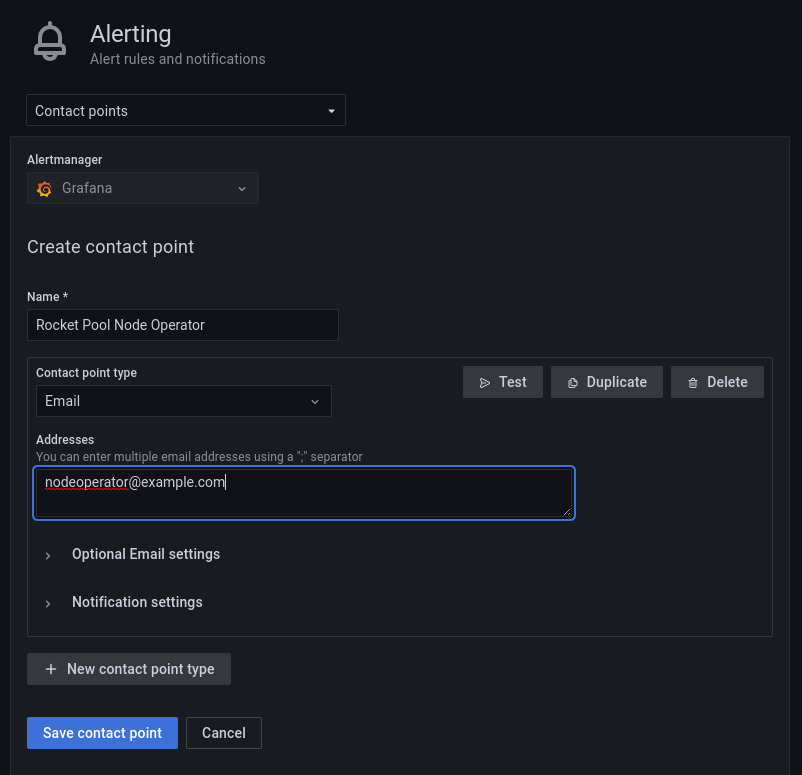 Alerting
Alert rules and notifications
Contact points
Alertmanager
Grafana
Create contact point
Name *
Rocket Pool Node Operator
Contact point type
Test
Duplicate
Delete
Email
Addresses
You can enter multiple email addresses using a ";" separator
nodeoperator@example.com
Optional Email settings
Notification settings
New contact point type
Save contact point
Cancel